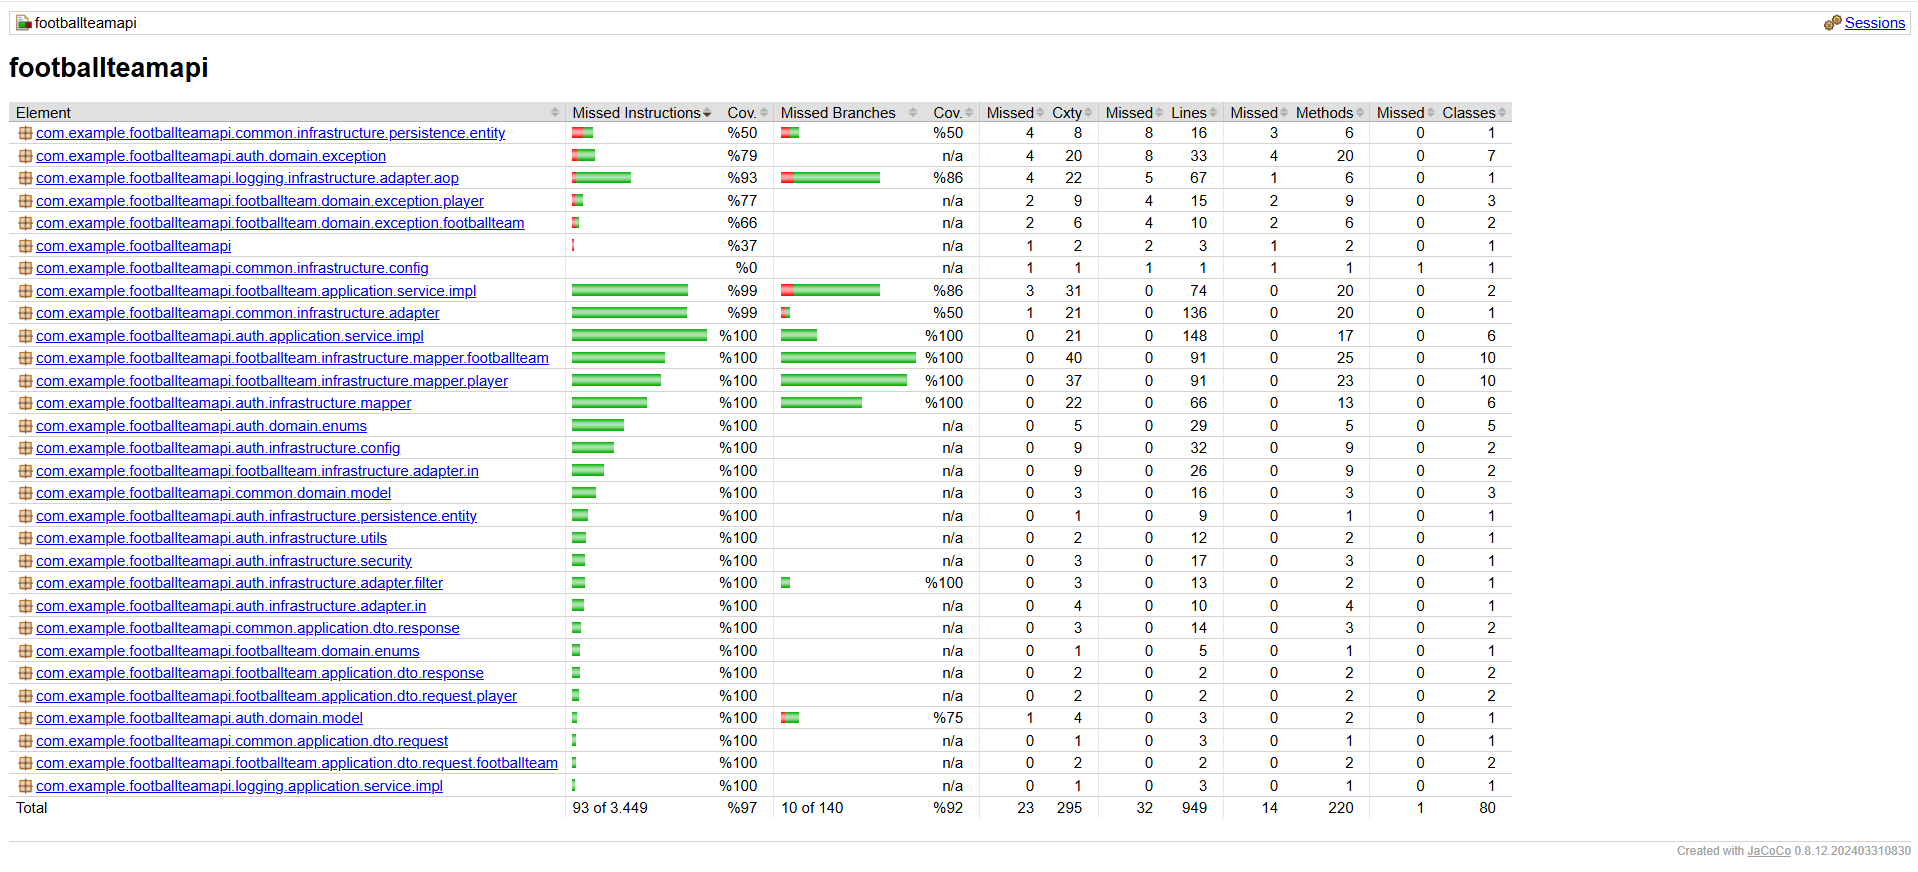 footballteamapi Sessions
footballteamapi
Element Missed Instructions Cov. Missed Branches Cov. Missed Cxty Missed Lines Missed Methods Missed Classes
com.example.footballteamapi.common.infrastructure.persistence.entity %50 %50 4 8 8 16 3 6 0 1
com.example.footballteamapi.auth.domain.exception %79 n/a 4 20 8 33 4 20 0 7
com.example.footballteamapi.logging.infrastructure.adapter.aop %93 %86 4 22 5 67 1 6 0 1
com.example.footballteamapi.footballteam.domain.exception.player %77 n/a 2 9 4 15 2 9 0 3
com.example.footballteamapi.footballteam.domain.exception.footballteam %66 n/a 2 6 4 10 2 6 0 2
com.example.footballteamapi %37 n/a 1 2 2 3 1 2 0 1
com.example.footballteamapi.common.infrastructure.config %0 n/a 1 1 1 1 1 1 1 1
com.example.footballteamapi.footballteam.application.service.impl %99 %86 3 31 0 74 0 20 0 2
com.example.footballteamapi.common.infrastructure.adapter %99 %50 1 21 0 136 0 20 0 1
com.example.footballteamapi.auth.application.service.impl %100 %100 0 21 0 148 0 17 0 6
com.example.footballteamapi.footballteam.infrastructure.mapper.footballteam %100 %100 0 40 0 91 0 25 0 10
com.example.footballteamapi.footballteam.infrastructure.mapper.player %100 %100 0 37 0 91 0 23 0 10
com.example.footballteamapi.auth.infrastructure.mapper %100 %100 0 22 0 66 0 13 0 6
com.example.footballteamapi.auth.domain.enums %100 n/a 0 5 0 29 0 5 0 5
com.example.footballteamapi.auth.infrastructure.config %100 n/a 0 9 0 32 0 9 0 2
com.example.footballteamapi.footballteam.infrastructure.adapter.in %100 n/a 0 9 0 26 0 9 0 2
com.example.footballteamapi.common.domain.model %100 n/a 0 3 0 16 0 3 0 3
com.example.footballteamapi.auth.infrastructure.persistence.entity %100 n/a 0 1 0 9 0 1 0 1
com.example.footballteamapi.auth.infrastructure.utils %100 n/a 0 2 0 12 0 2 0 1
com.example.footballteamapi.auth.infrastructure.security %100 n/a 0 3 0 17 0 3 0 1
com.example.footballteamapi.auth.infrastructure.adapter.filter %100 %100 0 3 0 13 0 2 0 1
com.example.footballteamapi.auth.infrastructure.adapter.in %100 n/a 0 4 0 10 0 4 0 1
com.example.footballteamapi.common.application.dto.response %100 n/a 0 3 0 14 0 3 0 2
com.example.footballteamapi.footballteam.domain.enums %100 n/a 0 1 0 5 0 1 0 1
com.example.footballteamapi.footballteam.application.dto.response %100 n/a 0 2 0 2 0 2 0 2
com.example.footballteamapi.footballteam.application.dto.request.player %100 n/a 0 2 0 2 0 2 0 2
com.example.footballteamapi.auth.domain.model %100 %75 1 4 0 3 0 2 0 1
com.example.footballteamapi.common.application.dto.request %100 n/a 0 1 0 3 0 1 0 1
com.example.footballteamapi.footballteam.application.dto.request.footballteam %100 n/a 0 2 0 2 0 2 0 2
com.example.footballteamapi.logging.application.service.impl %100 n/a 0 1 0 3 0 1 0 1
Total 93 of 3.449 %97 10 of 140 %92 23 295 32 949 14 220 1 80
Created with JaCoCo 0.8.12.202403310830